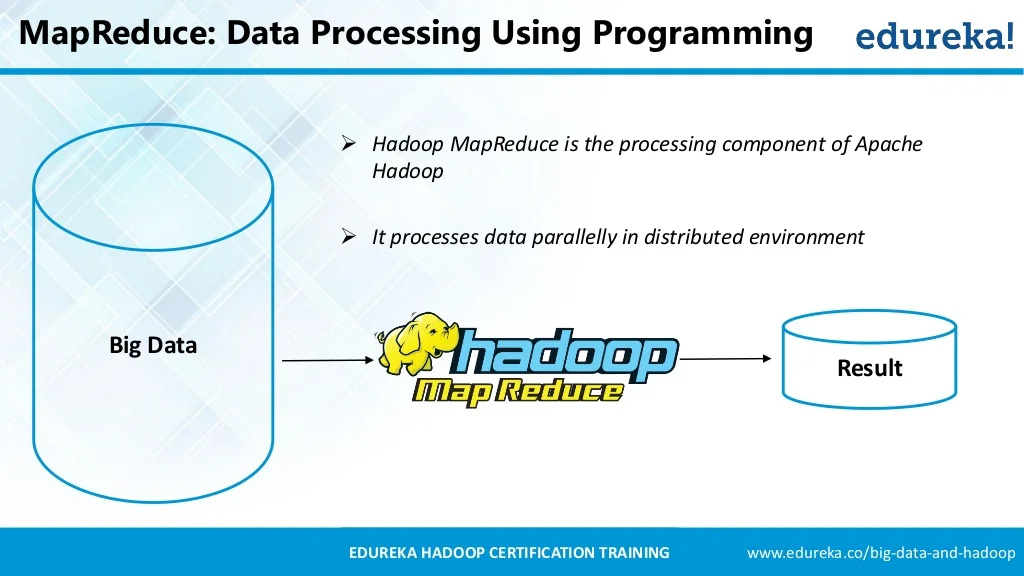 MapReduce: Data Processing Using Programming
edureka!
➢ Hadoop MapReduce is the processing component of Apache
Hadoop
➢ It processes data parallelly in distributed environment
Big Data
hadoop
Map Reduce
Result
EDUREKA HADOOP CERTIFICATION TRAINING
www.edureka.co/big-data-and-hadoop